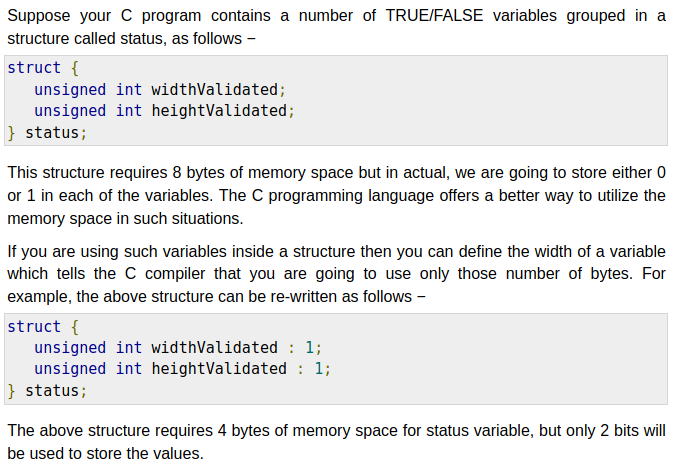 Suppose your C program contains a number of TRUE/FALSE variables grouped in a
structure called status, as follows −
struct {
   unsigned int widthValidated;
   unsigned int heightValidated;
} status;
This structure requires 8 bytes of memory space but in actual, we are going to store either 0
or 1 in each of the variables. The C programming language offers a better way to utilize the
memory space in such situations.
If you are using such variables inside a structure then you can define the width of a variable
which tells the C compiler that you are going to use only those number of bytes. For
example, the above structure can be re-written as follows −
struct {
   unsigned int widthValidated : 1;
   unsigned int heightValidated : 1;
} status;
The above structure requires 4 bytes of memory space for status variable, but only 2 bits will
be used to store the values.